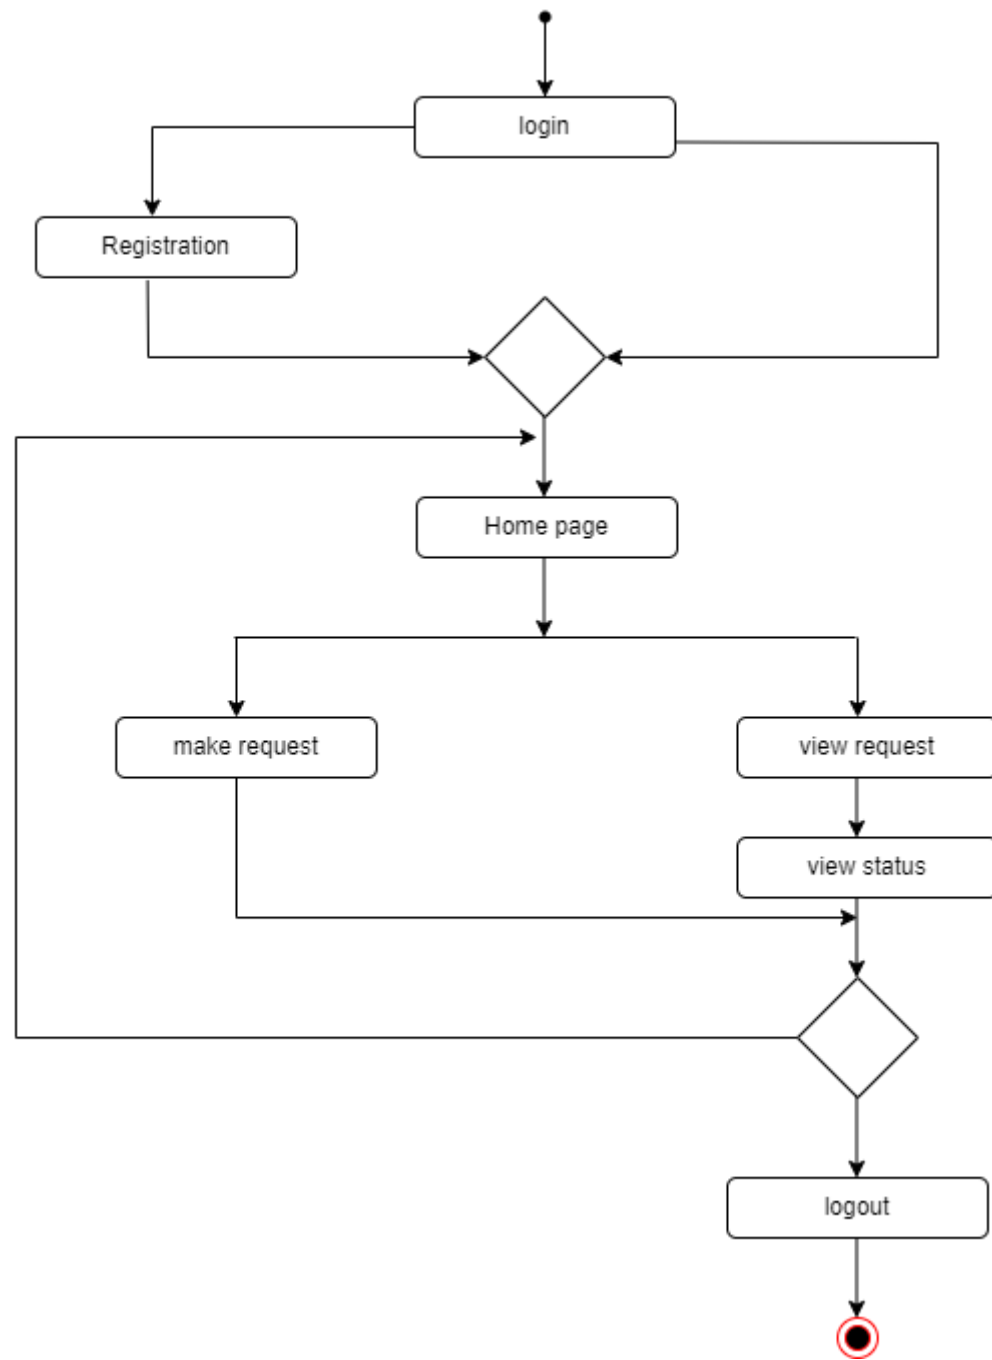 login
Registration
Home page
make request
view request
view status
logout